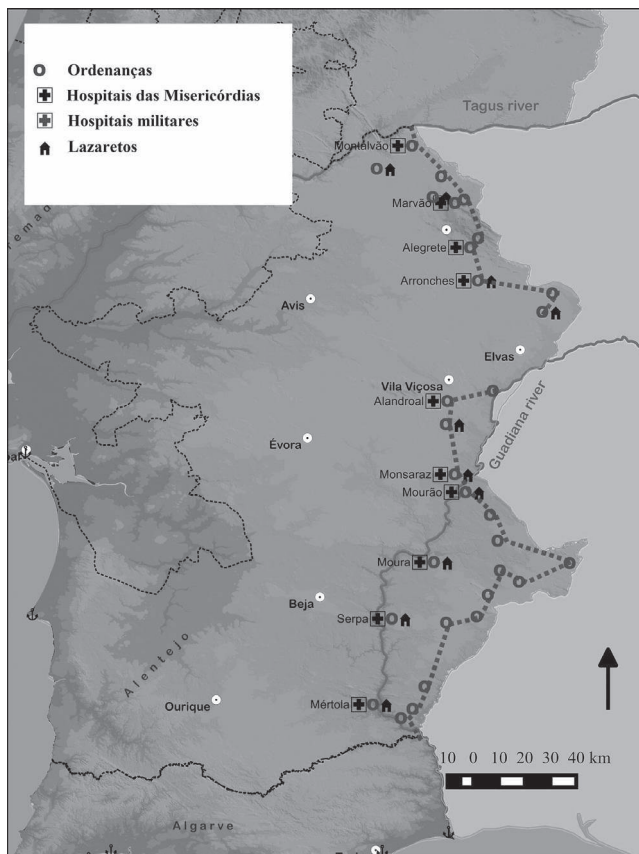 Ordenanças
Hospitais das Misericórdias
Hospitais militares
Lazaretos
Tagus river
Montalvão
Marvão
Alegrete
Arronches
Avis
Elvas
Vila Viçosa
Alandroal
Guadiana river
Évora
Monsaraz
Mourão
Moura
Beja
Serpa
Alentejo
Ourique
Mértola
10 0 10 20 30 40 km
Algarve